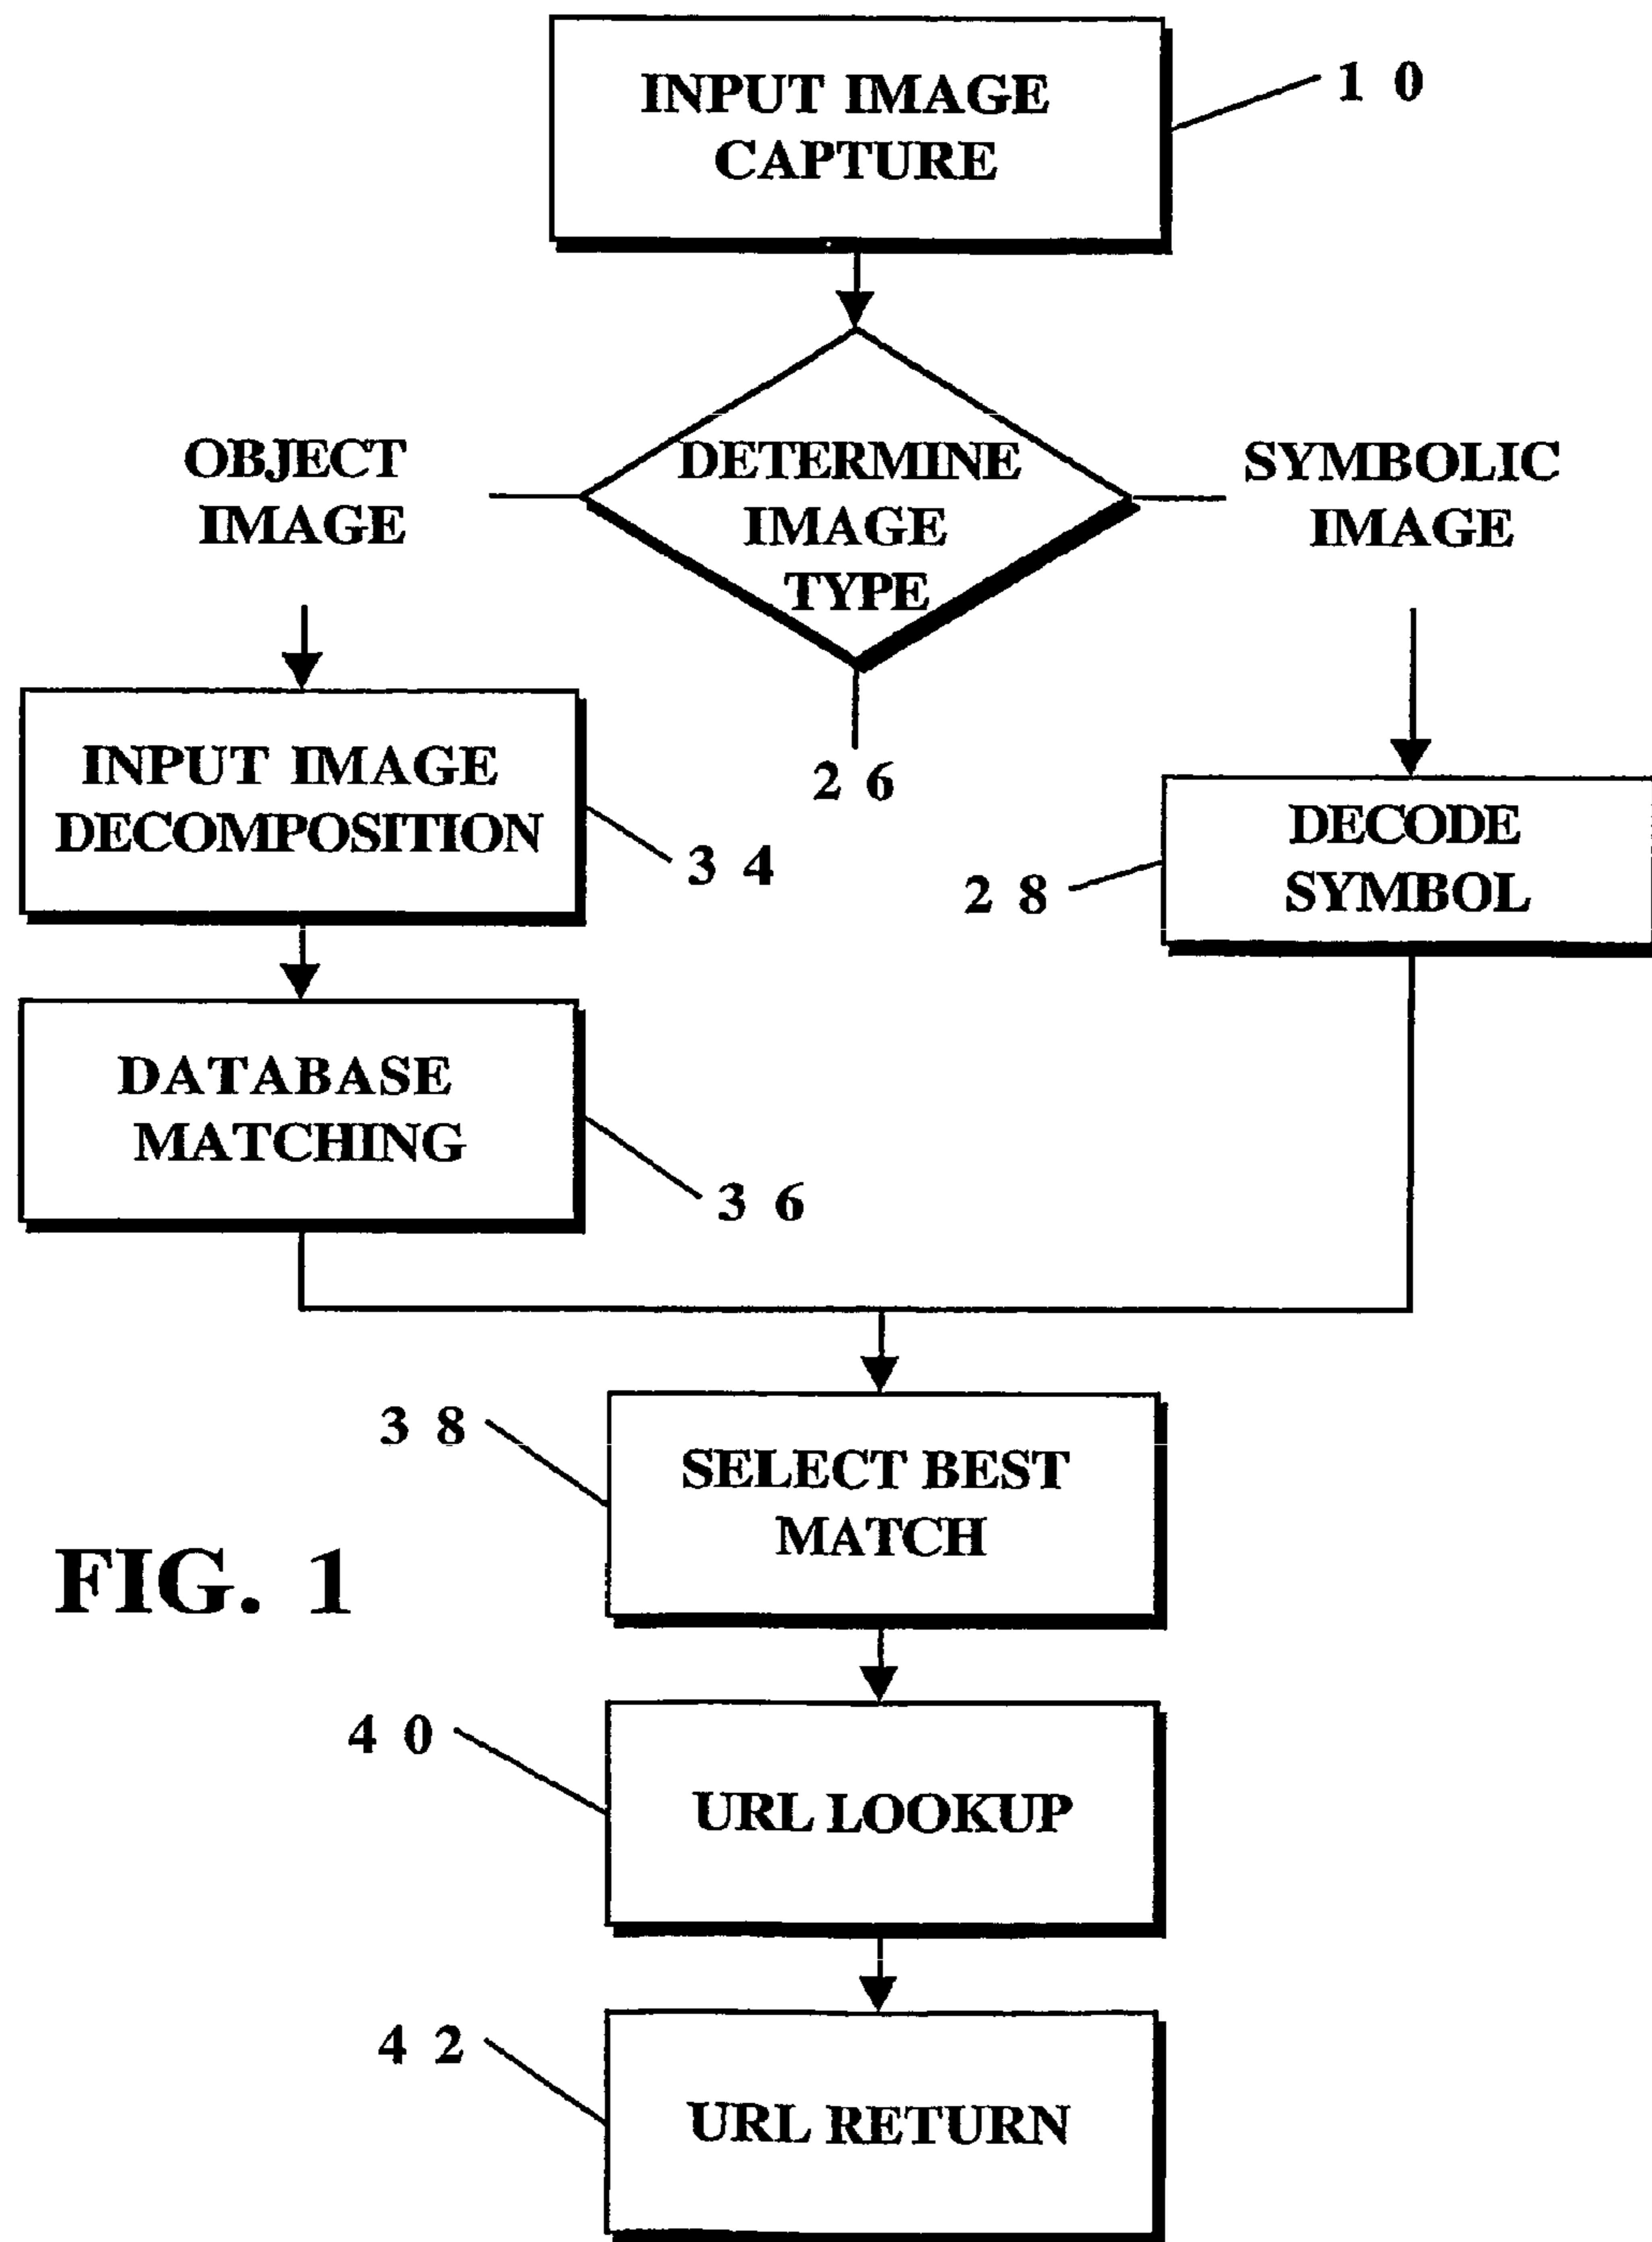 INPUT IMAGE
CAPTURE
1 0
OBJECT
IMAGE
DETERMINE
IMAGE
TYPE
SYMBOLIC
IMAGE
2 6
INPUT IMAGE
DECOMPOSITION
3 4
DECODE
SYMBOL
2 8
DATABASE
MATCHING
3 6
3 8
SELECT BEST
MATCH
FIG. 1
4 0
URL LOOKUP
4 2
URL RETURN